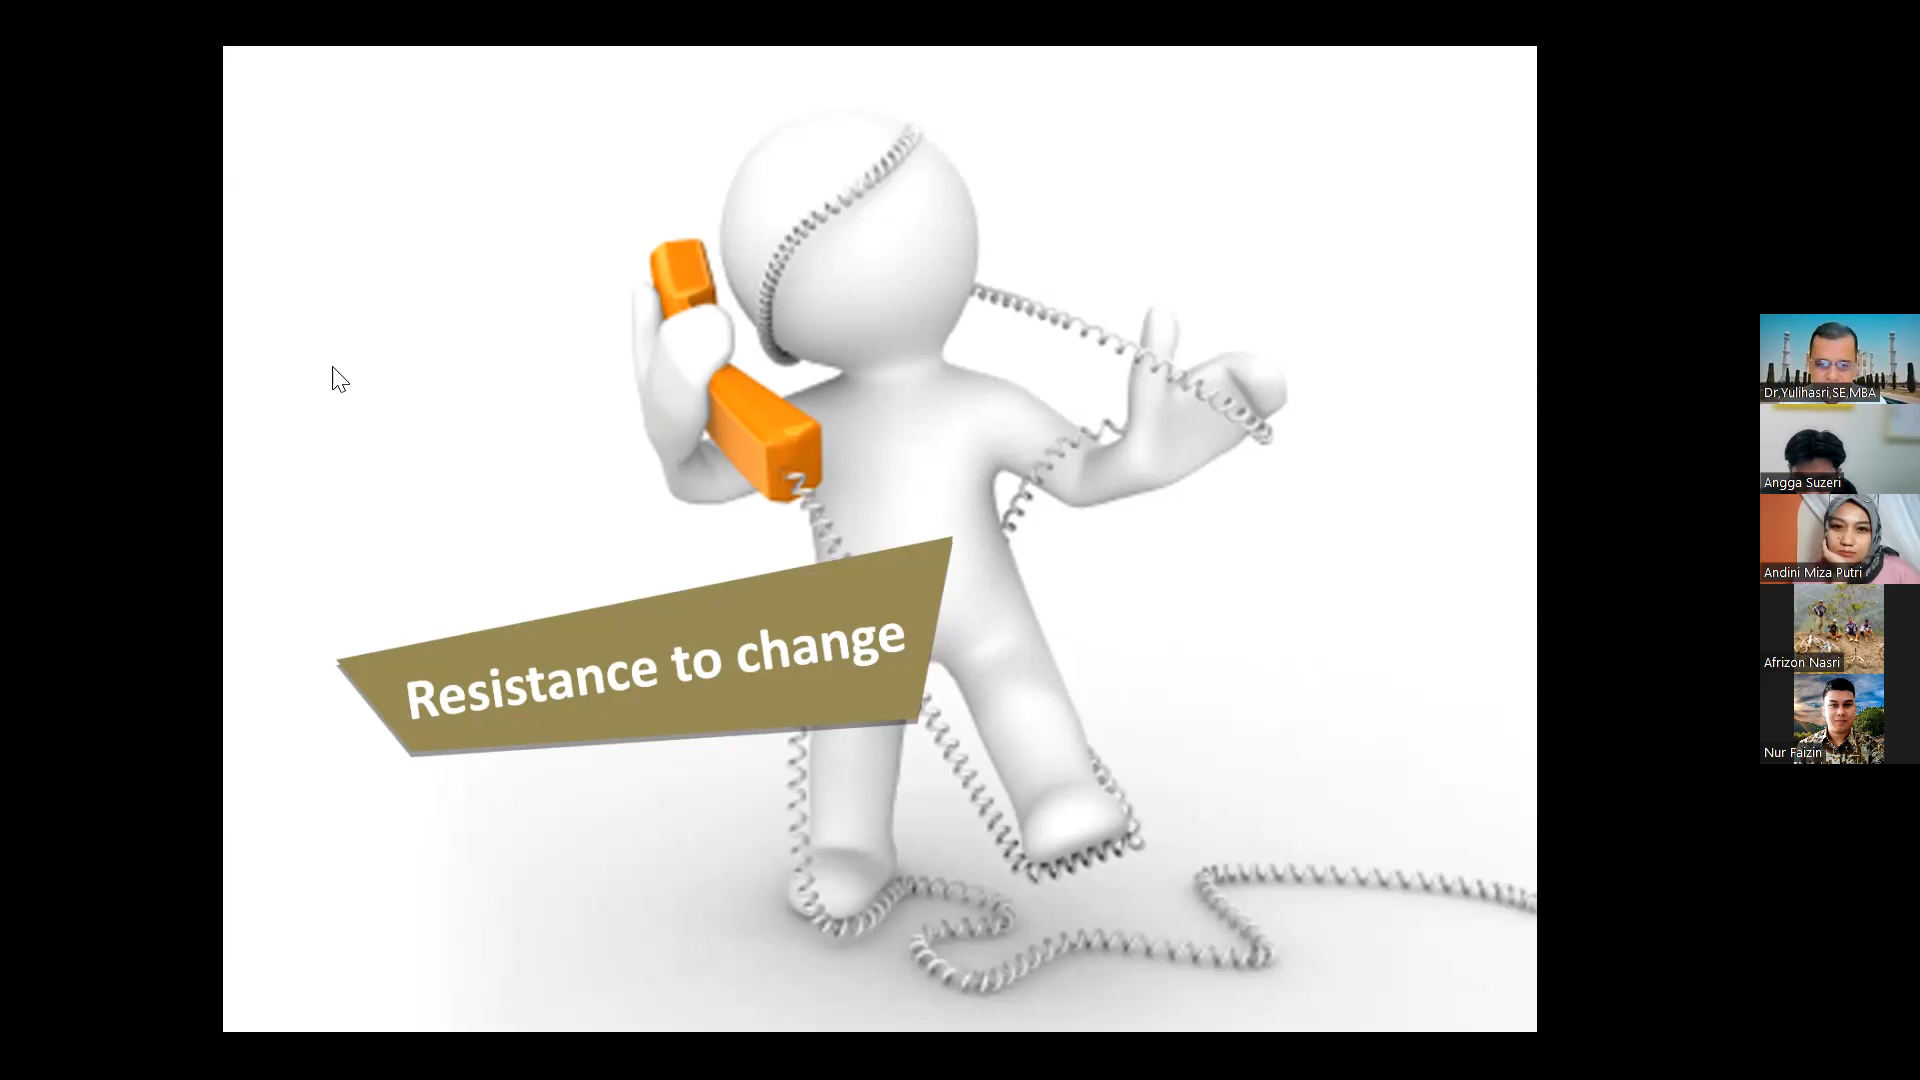 Resistance to change
Dr,Yulihasri,SE,MBA
Angga Suzeri
Andini Miza Putri
Afrizon Nasri
Nur Faizin